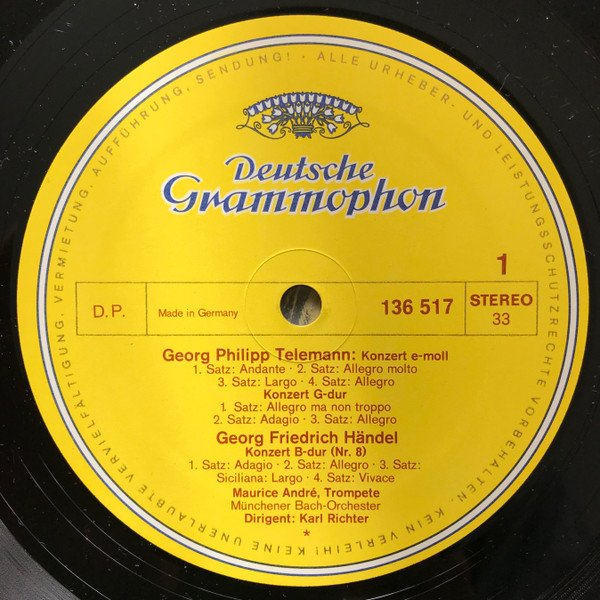 ALLE URHEBER- UND LEISTUNGSSCHUTZRECHTE VORBEHALTEN. KEIN VERLEIH! KEINE UNERLAUBTE VERVIELFÄLTIGUNG, VERMIETUNG, AUFFÜHRUNG, SENDUNG! ·
Deutsche
Grammophon
1
D.P.
Made in Germany
136 517
STEREO
33
Georg Philipp Telemann: Konzert e-moll
1. Satz: Andante · 2. Satz: Allegro molto
3. Satz: Largo · 4. Satz: Allegro
Konzert G-dur
1. Satz: Allegro ma non troppo
2. Satz: Adagio · 3. Satz: Allegro
Georg Friedrich Händel
Konzert B-dur (Nr. 8)
1. Satz: Adagio · 2. Satz: Allegro · 3. Satz:
Siciliana: Largo · 4. Satz: Vivace
Maurice André, Trompete
Münchener Bach-Orchester
Dirigent: Karl Richter
*